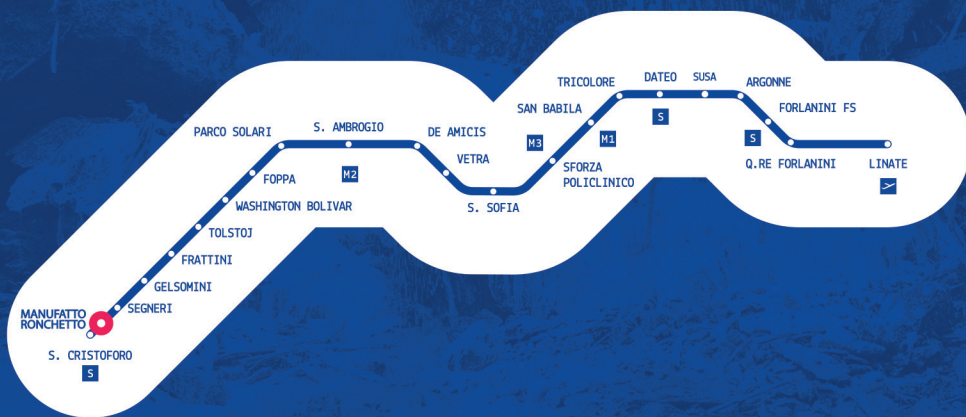 TRICOLORE
DATEO
SUSA
ARGONNE
SAN BABILA
FORLANINI FS
S
PARCO SOLARI
S. AMBROGIO
DE AMICIS
M3
M1
S
VETRA
SFORZA
POLICLINICO
Q.RE FORLANINI
LINATE
M2
FOPPA
S. SOFIA
WASHINGTON BOLIVAR
TOLSTOJ
FRATTINI
GELSOMINI
SEGNERI
MANUFATTO
RONCHETTO
S. CRISTOFORO
S